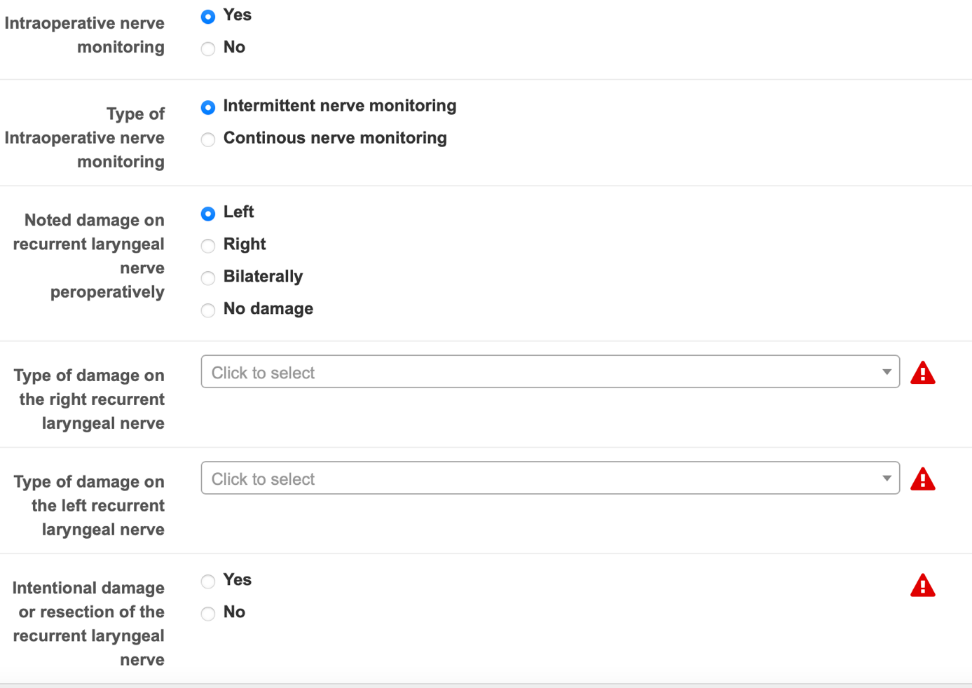 Intraoperative nerve
monitoring
Yes
No
Type of
Intraoperative nerve
monitoring
Intermittent nerve monitoring
Continous nerve monitoring
Noted damage on
recurrent laryngeal
nerve
peroperatively
Left
Right
Bilaterally
No damage
Type of damage on
the right recurrent
laryngeal nerve
Click to select
Type of damage on
the left recurrent
laryngeal nerve
Click to select
Intentional damage
or resection of the
recurrent laryngeal
nerve
Yes
No